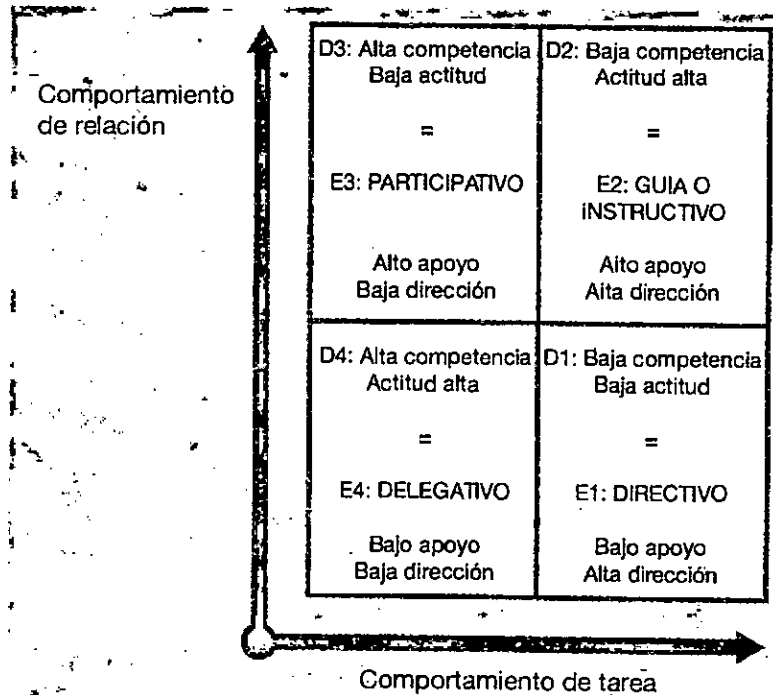 Comportamiento
de relación
D3: Alta competencia
Baja actitud
=
E3: PARTICIPATIVO
Alto apoyo
Baja dirección
D2: Baja competencia
Actitud alta
=
E2: GUIA O
INSTRUCTIVO
Alto apoyo
Alta dirección
D4: Alta competencia
Actitud alta
=
E4: DELEGATIVO
Bajo apoyo
Baja dirección
D1: Baja competencia
Baja actitud
=
E1: DIRECTIVO
Bajo apoyo
Alta dirección
Comportamiento de tarea